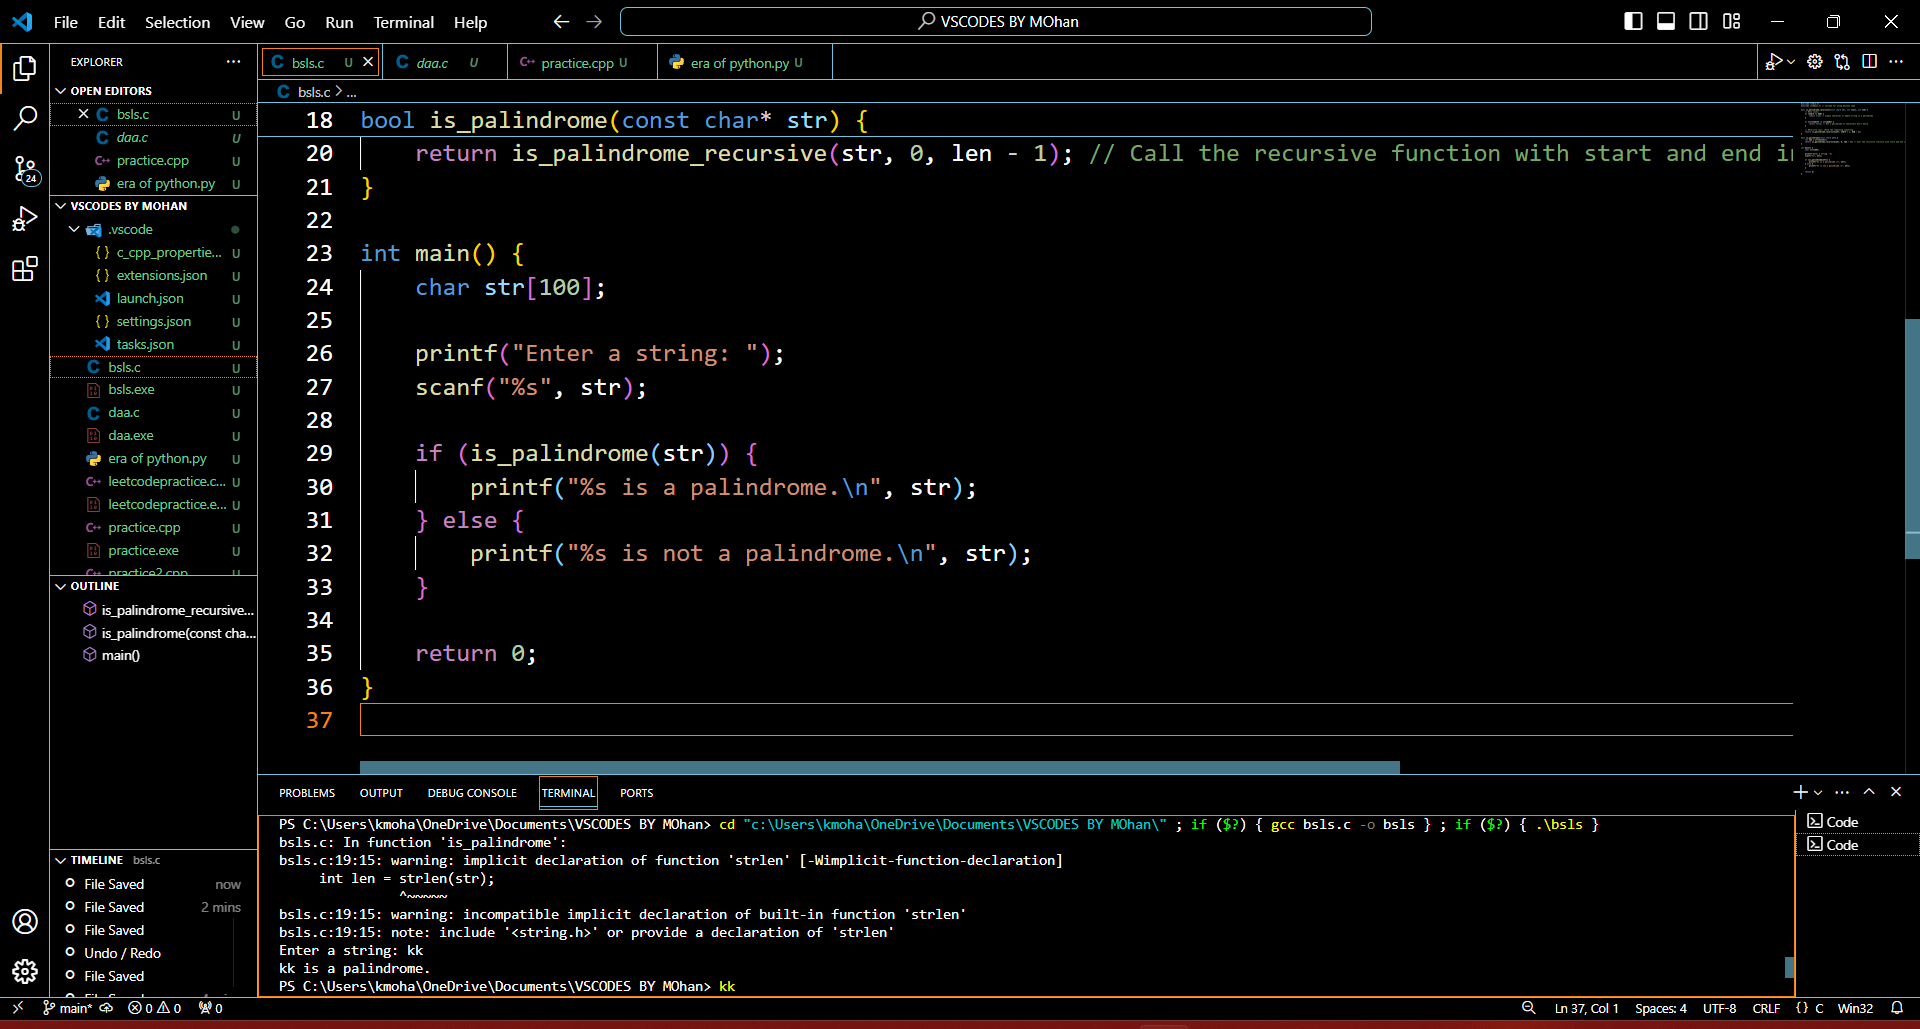 File Edit Selection View Go Run Terminal Help
VSCODES BY MOhan
EXPLORER
OPEN EDITORS
bsls.c U
daa.c U
practice.cpp U
era of python.py U
VSCODES BY MOHAN
.vscode
c_cpp_propertie... U
extensions.json U
launch.json U
settings.json U
tasks.json U
bsls.c U
bsls.exe U
daa.c U
daa.exe U
era of python.py U
leetcodepractice.c... U
leetcodepractice.e... U
practice.cpp U
practice.exe U
practice2.cpp U
OUTLINE
is_palindrome_recursive...
is_palindrome(const cha...
main()
TIMELINE bsls.c
File Saved now
File Saved 2 mins
File Saved
Undo / Redo
File Saved
24
bsls.c U daa.c U practice.cpp U era of python.py U
bsls.c > ...
18 bool is_palindrome(const char* str) {
20 return is_palindrome_recursive(str, 0, len - 1); // Call the recursive function with start and end
21 }
22
23 int main() {
24 char str[100];
25
26 printf("Enter a string: ");
27 scanf("%s", str);
28
29 if (is_palindrome(str)) {
30 printf("%s is a palindrome.\n", str);
31 } else {
32 printf("%s is not a palindrome.\n", str);
33 }
34
35 return 0;
36 }
37
PROBLEMS OUTPUT DEBUG CONSOLE TERMINAL PORTS
PS C:\Users\kmoha\OneDrive\Documents\VSCODES BY MOhan> cd "c:\Users\kmoha\OneDrive\Documents\VSCODES BY MOhan\" ; if ($?) { gcc bsls.c -o bsls } ; if ($?) { .\bsls }
bsls.c: In function 'is_palindrome':
bsls.c:19:15: warning: implicit declaration of function 'strlen' [-Wimplicit-function-declaration]
int len = strlen(str);
^~~~~~
bsls.c:19:15: warning: incompatible implicit declaration of built-in function 'strlen'
bsls.c:19:15: note: include '<string.h>' or provide a declaration of 'strlen'
Enter a string: kk
kk is a palindrome.
PS C:\Users\kmoha\OneDrive\Documents\VSCODES BY MOhan> kk
Code
Code
main* 0 0 0
Ln 37, Col 1 Spaces: 4 UTF-8 CRLF {} C Win32